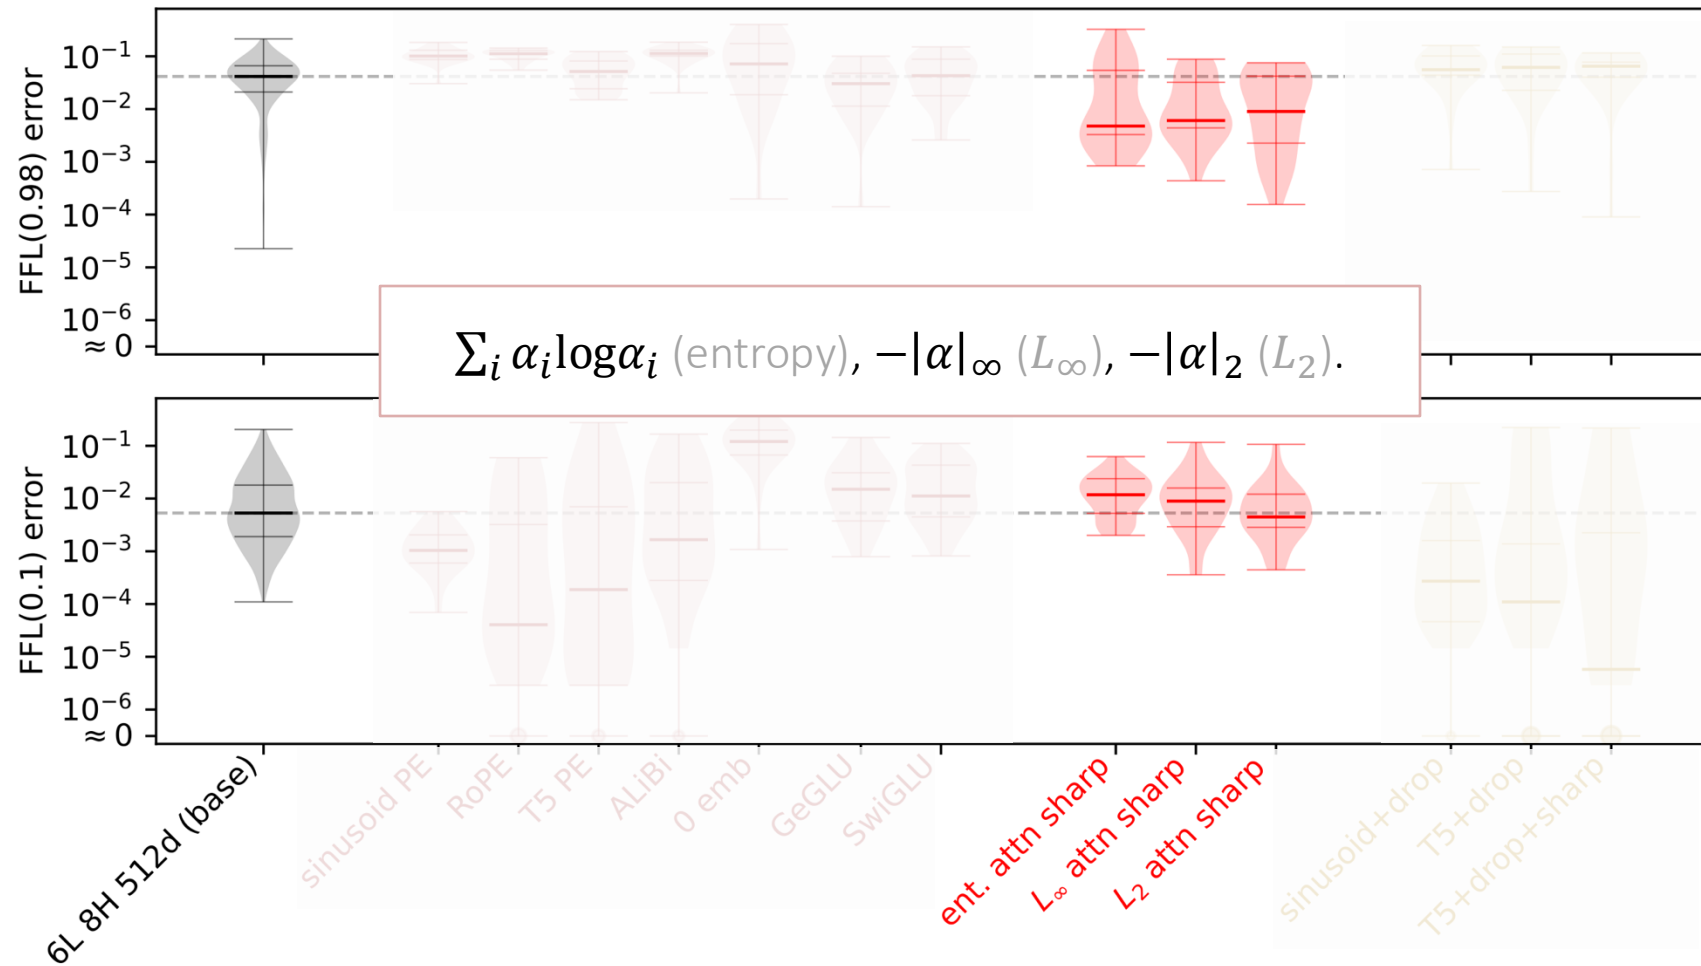 FFL(0.98) error
10⁻¹
10⁻²
10⁻³
10⁻⁴
10⁻⁵
10⁻⁶
≈ 0
∑ᵢ αᵢlogαᵢ (entropy), −|α|∞ (L∞), −|α|₂ (L₂).
FFL(0.1) error
10⁻¹
10⁻²
10⁻³
10⁻⁴
10⁻⁵
10⁻⁶
≈ 0
6L 8H 512d (base)
sinusoid PE
RoPE
T5 PE
ALiBi
0 emb
GeGLU
SwiGLU
ent. attn sharp
L∞ attn sharp
L₂ attn sharp
sinusoid+drop
T5+drop
T5+drop+sharp